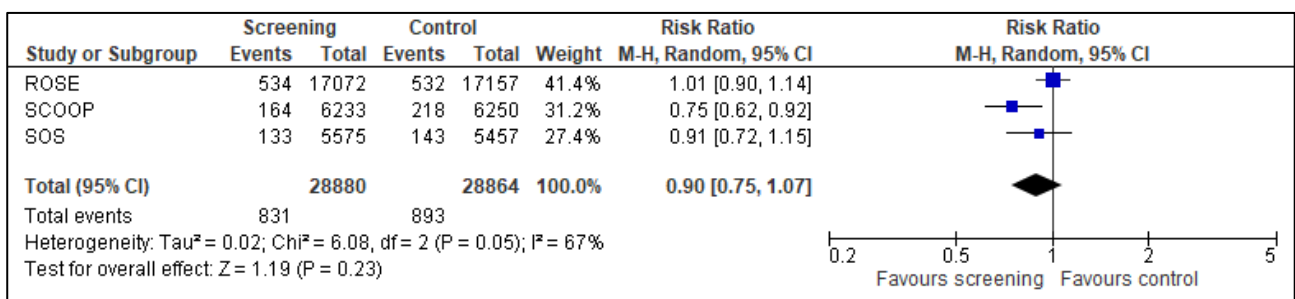 Screening Control Risk Ratio Risk Ratio
Study or Subgroup Events Total Events Total Weight M-H, Random, 95% CI M-H, Random, 95% CI
ROSE 534 17072 532 17157 41.4% 1.01 [0.90, 1.14]
SCOOP 164 6233 218 6250 31.2% 0.75 [0.62, 0.92]
SOS 133 5575 143 5457 27.4% 0.91 [0.72, 1.15]
Total (95% CI) 28880 28864 100.0% 0.90 [0.75, 1.07]
Total events 831 893
Heterogeneity: Tau² = 0.02; Chi² = 6.08, df = 2 (P = 0.05); I² = 67%
Test for overall effect: Z = 1.19 (P = 0.23)
0.2 0.5 1 2 5
Favours screening Favours control